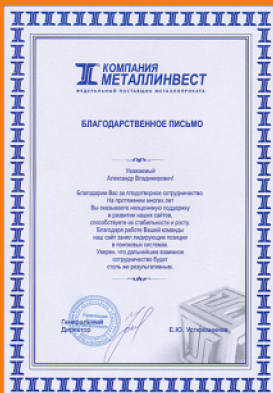 КОМПАНИЯ
МЕТАЛЛИНВЕСТ
ФЕДЕРАЛЬНЫЙ ПОСТАВЩИК МЕТАЛЛОПРОКАТА
БЛАГОДАРСТВЕННОЕ ПИСЬМО
Уважаемый
Александр Владимирович!
Благодарим Вас за плодотворное сотрудничество.
На протяжении многих лет
Вы оказываете неоценимую поддержку
в развитии наших сайтов,
способствуете их стабильности и росту.
Благодаря работе Вашей команды
наш сайт занял лидирующие позиции
в поисковых системах.
Уверен, что дальнейшее взаимное
сотрудничество будет
столь же результативным.
Генеральный
Директор
Е.Ю.